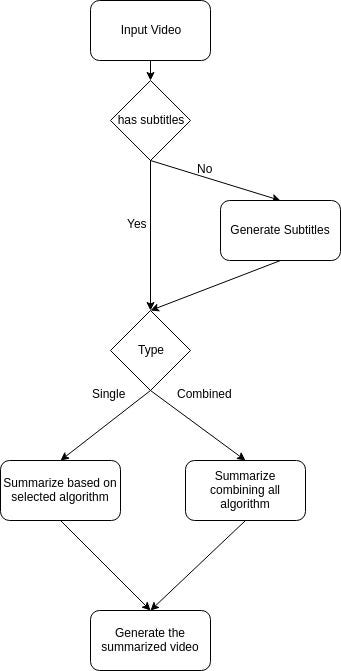 Input Video
has subtitles
No
Yes
Generate Subtitles
Type
Single
Combined
Summarize based on
selected algorithm
Summarize
combining all
algorithm
Generate the
summarized video